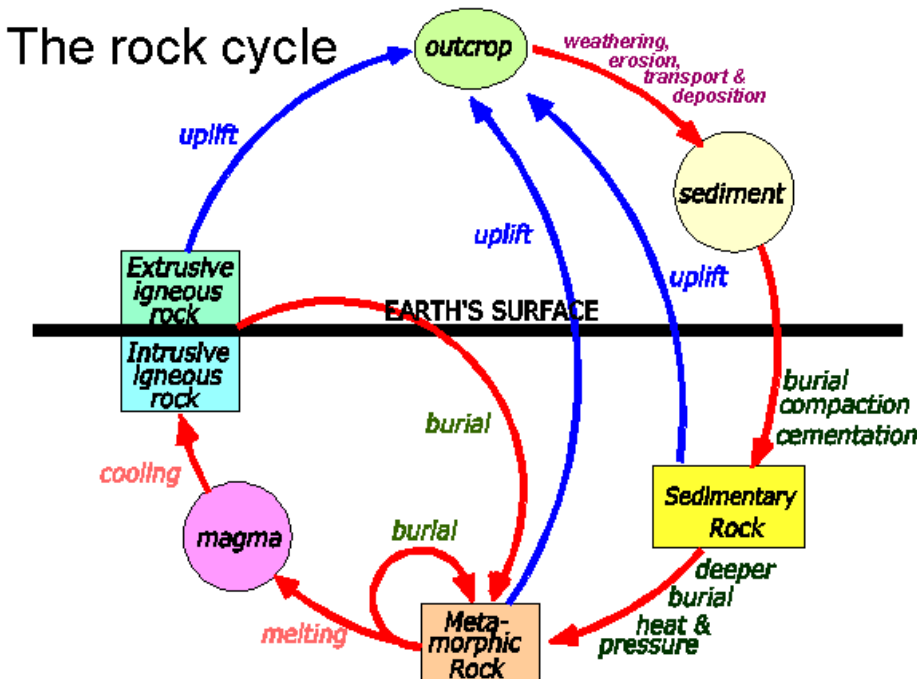 The rock cycle
outcrop
weathering,
erosion,
transport &
deposition
uplift
sediment
uplift
uplift
Extrusive
igneous
rock
EARTH'S SURFACE
Intrusive
igneous
rock
burial
compaction
cementation
burial
cooling
Sedimentary
Rock
magma
burial
deeper
burial
heat &
pressure
melting
Meta-
morphic
Rock